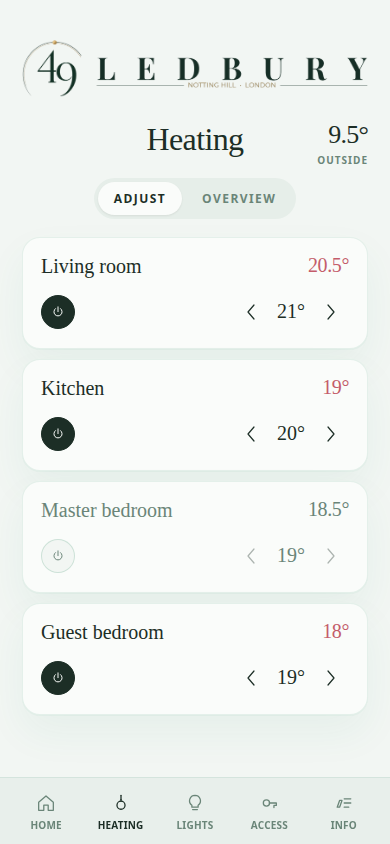 49 LEDBURY
NOTTING HILL · LONDON
Heating
9.5°
OUTSIDE
ADJUST OVERVIEW
Living room 20.5°
21°
Kitchen 19°
20°
Master bedroom 18.5°
19°
Guest bedroom 18°
19°
HOME HEATING LIGHTS ACCESS INFO